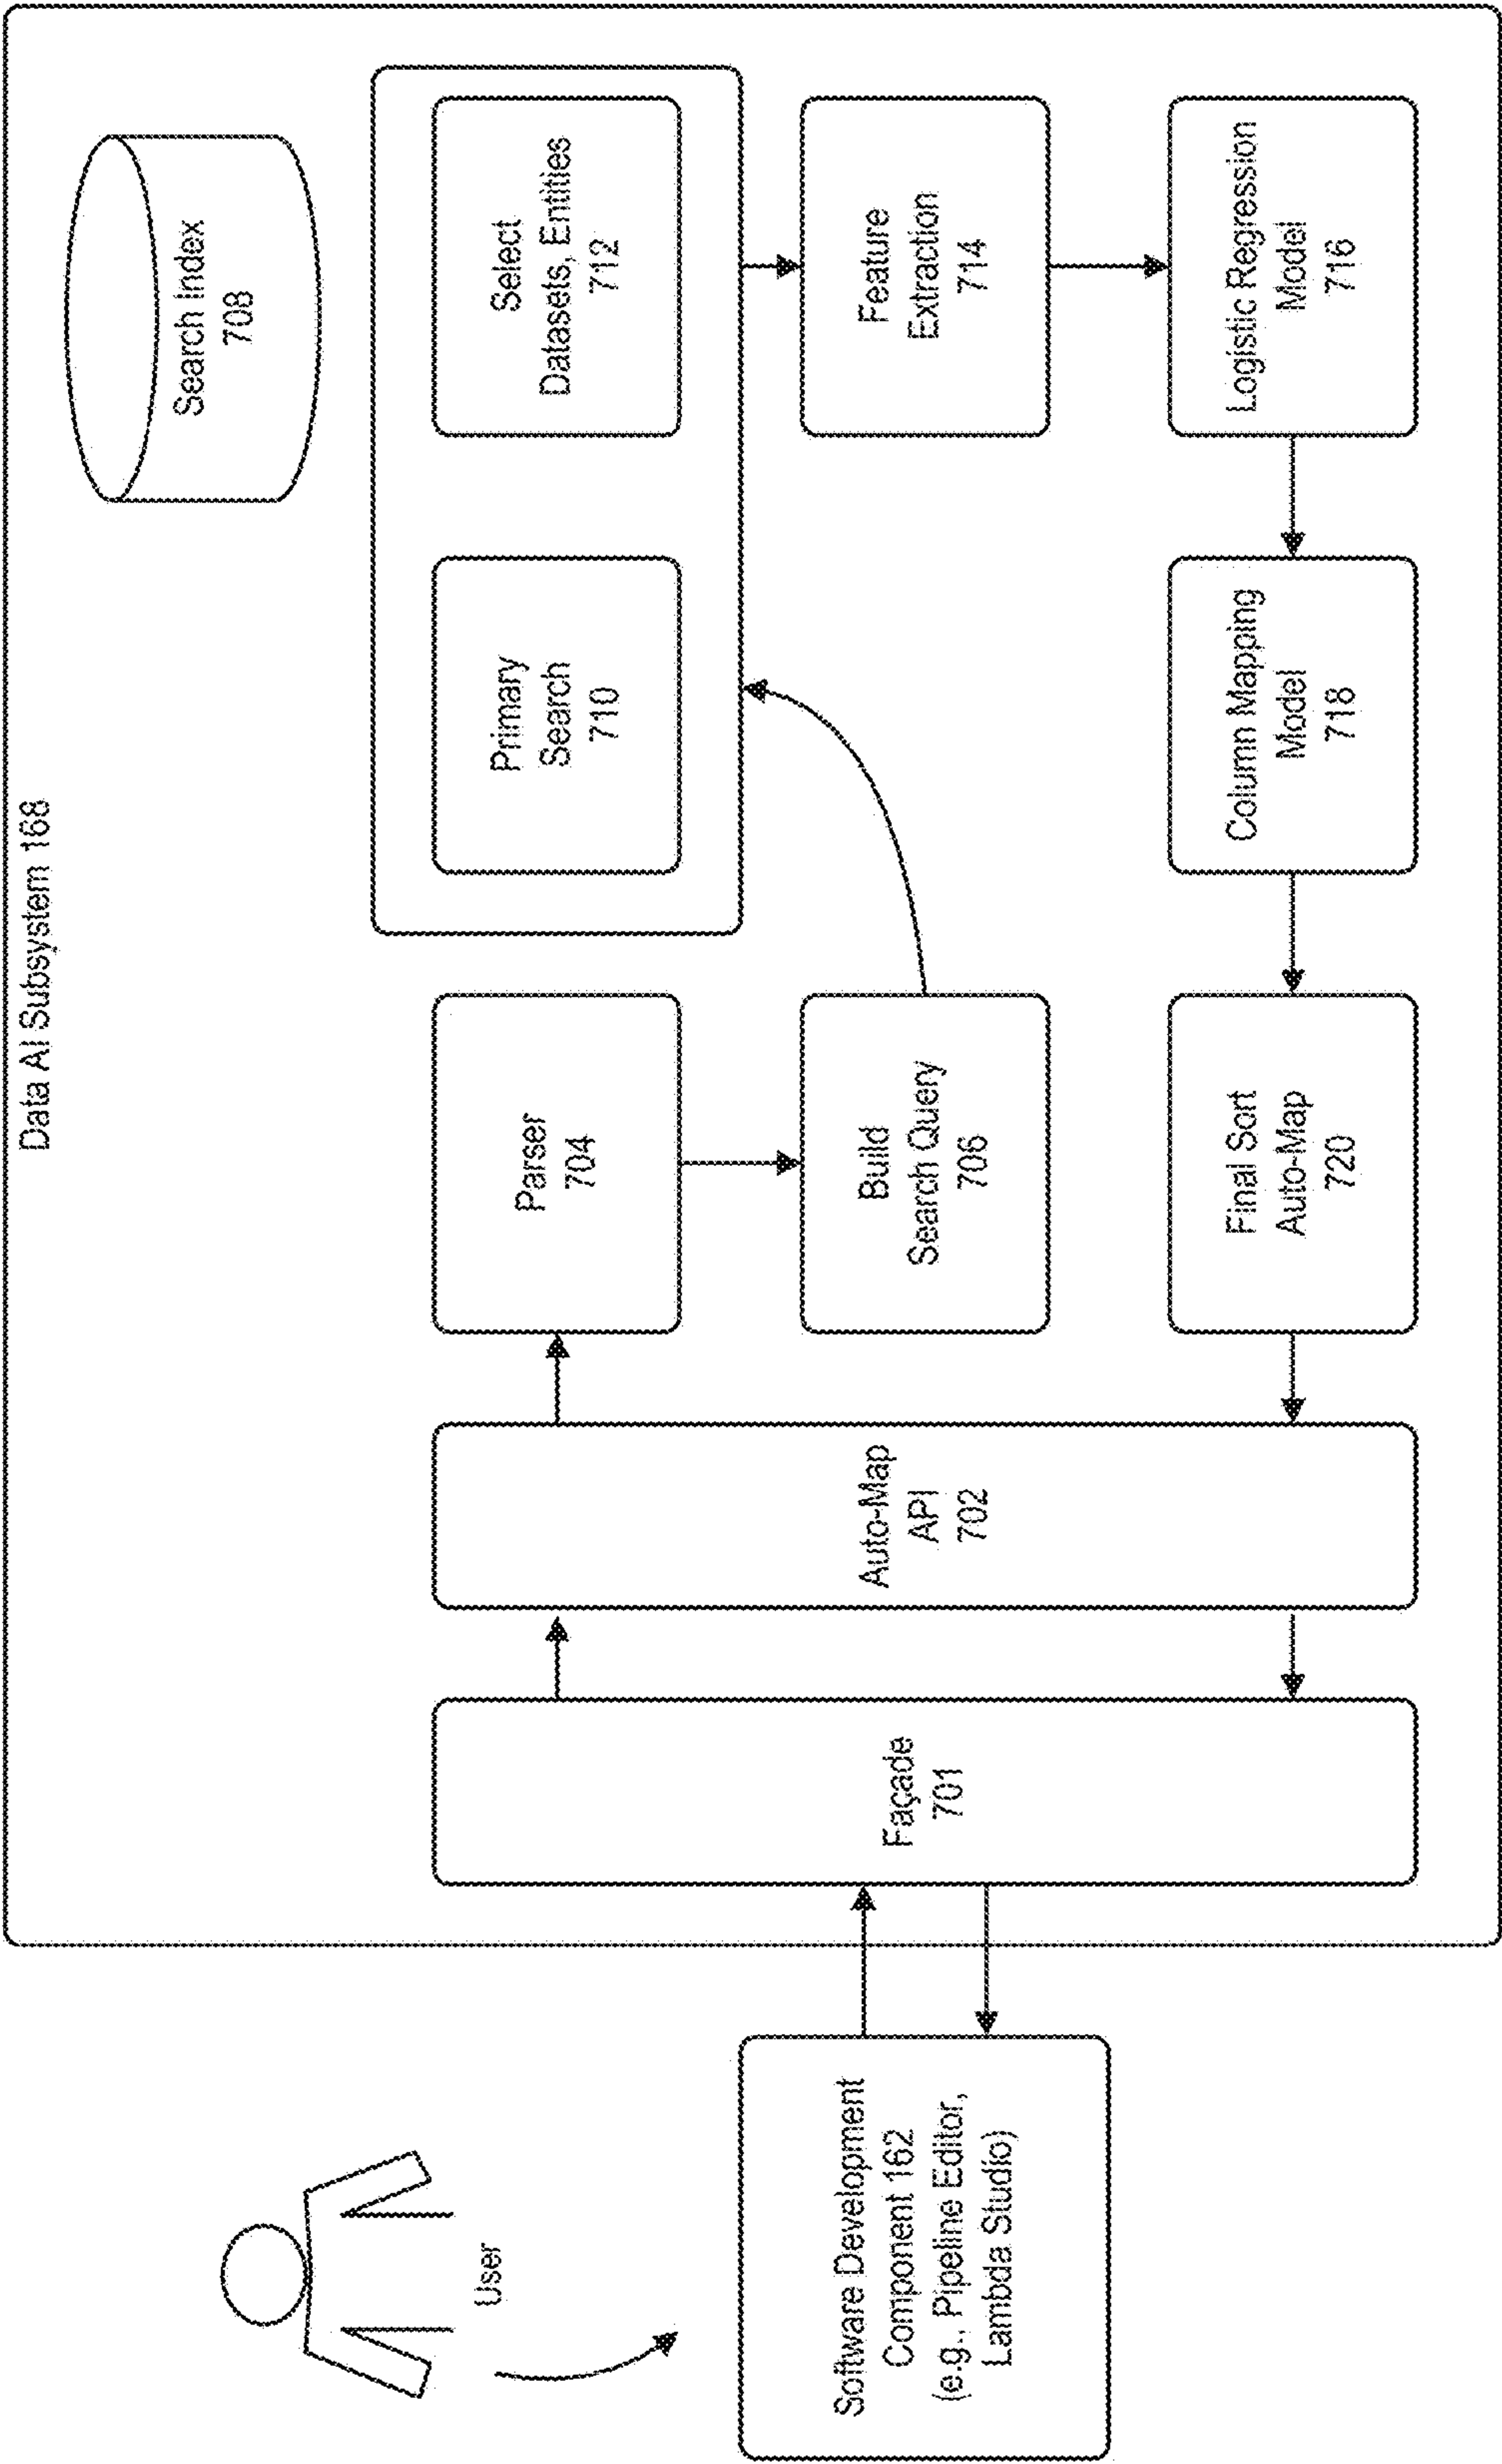 Data AI Subsystem 168
Search Index
708
User
Software Development
Component 162
(e.g., Pipeline Editor,
Lambda Studio)
Façade
701
Auto-Map
API
702
Parser
704
Build
Search Query
706
Primary
Search
710
Select
Datasets, Entities
712
Feature
Extraction
714
Logistic Regression
Model
716
Column Mapping
Model
718
Final Sort
Auto-Map
720